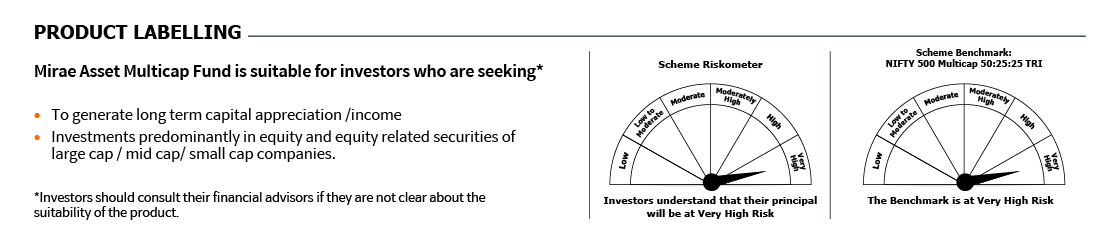 PRODUCT LABELLING
Mirae Asset Multicap Fund is suitable for investors who are seeking*
• To generate long term capital appreciation /income
• Investments predominantly in equity and equity related securities of
large cap / mid cap/ small cap companies.
*Investors should consult their financial advisors if they are not clear about the
suitability of the product.
Scheme Riskometer
Low
Low to
Moderate
Moderate
Moderately
High
High
Very
High
Investors understand that their principal
will be at Very High Risk
Scheme Benchmark:
NIFTY 500 Multicap 50:25:25 TRI
Low
Low to
Moderate
Moderate
Moderately
High
High
Very
High
The Benchmark is at Very High Risk